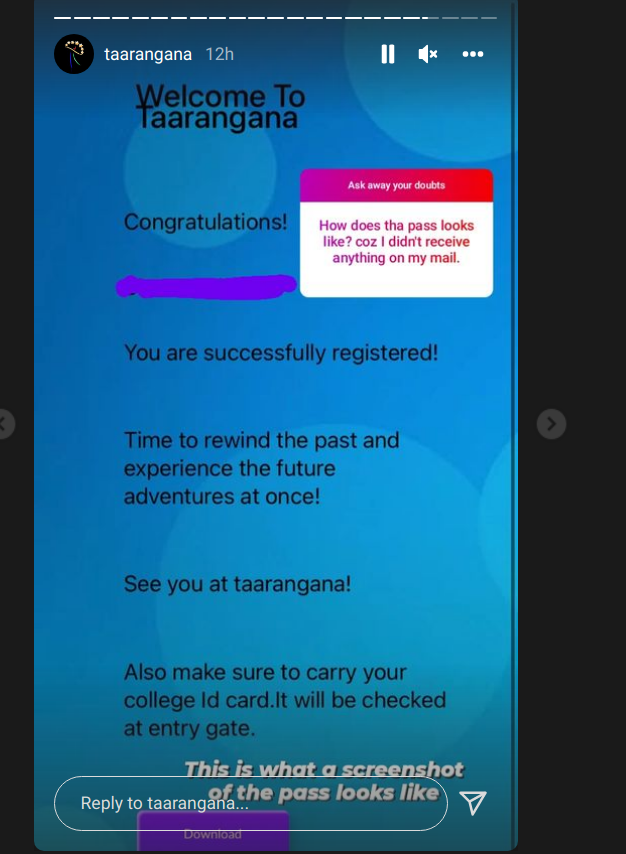 taarangana 12h
Welcome To
Taarangana
Ask away your doubts
How does tha pass looks
like? coz I didn't receive
anything on my mail.
Congratulations!
You are successfully registered!
Time to rewind the past and
experience the future
adventures at once!
See you at taarangana!
Also make sure to carry your
college Id card.It will be checked
at entry gate.
This is what a screenshot
of the pass looks like
Reply to taarangana...
Download